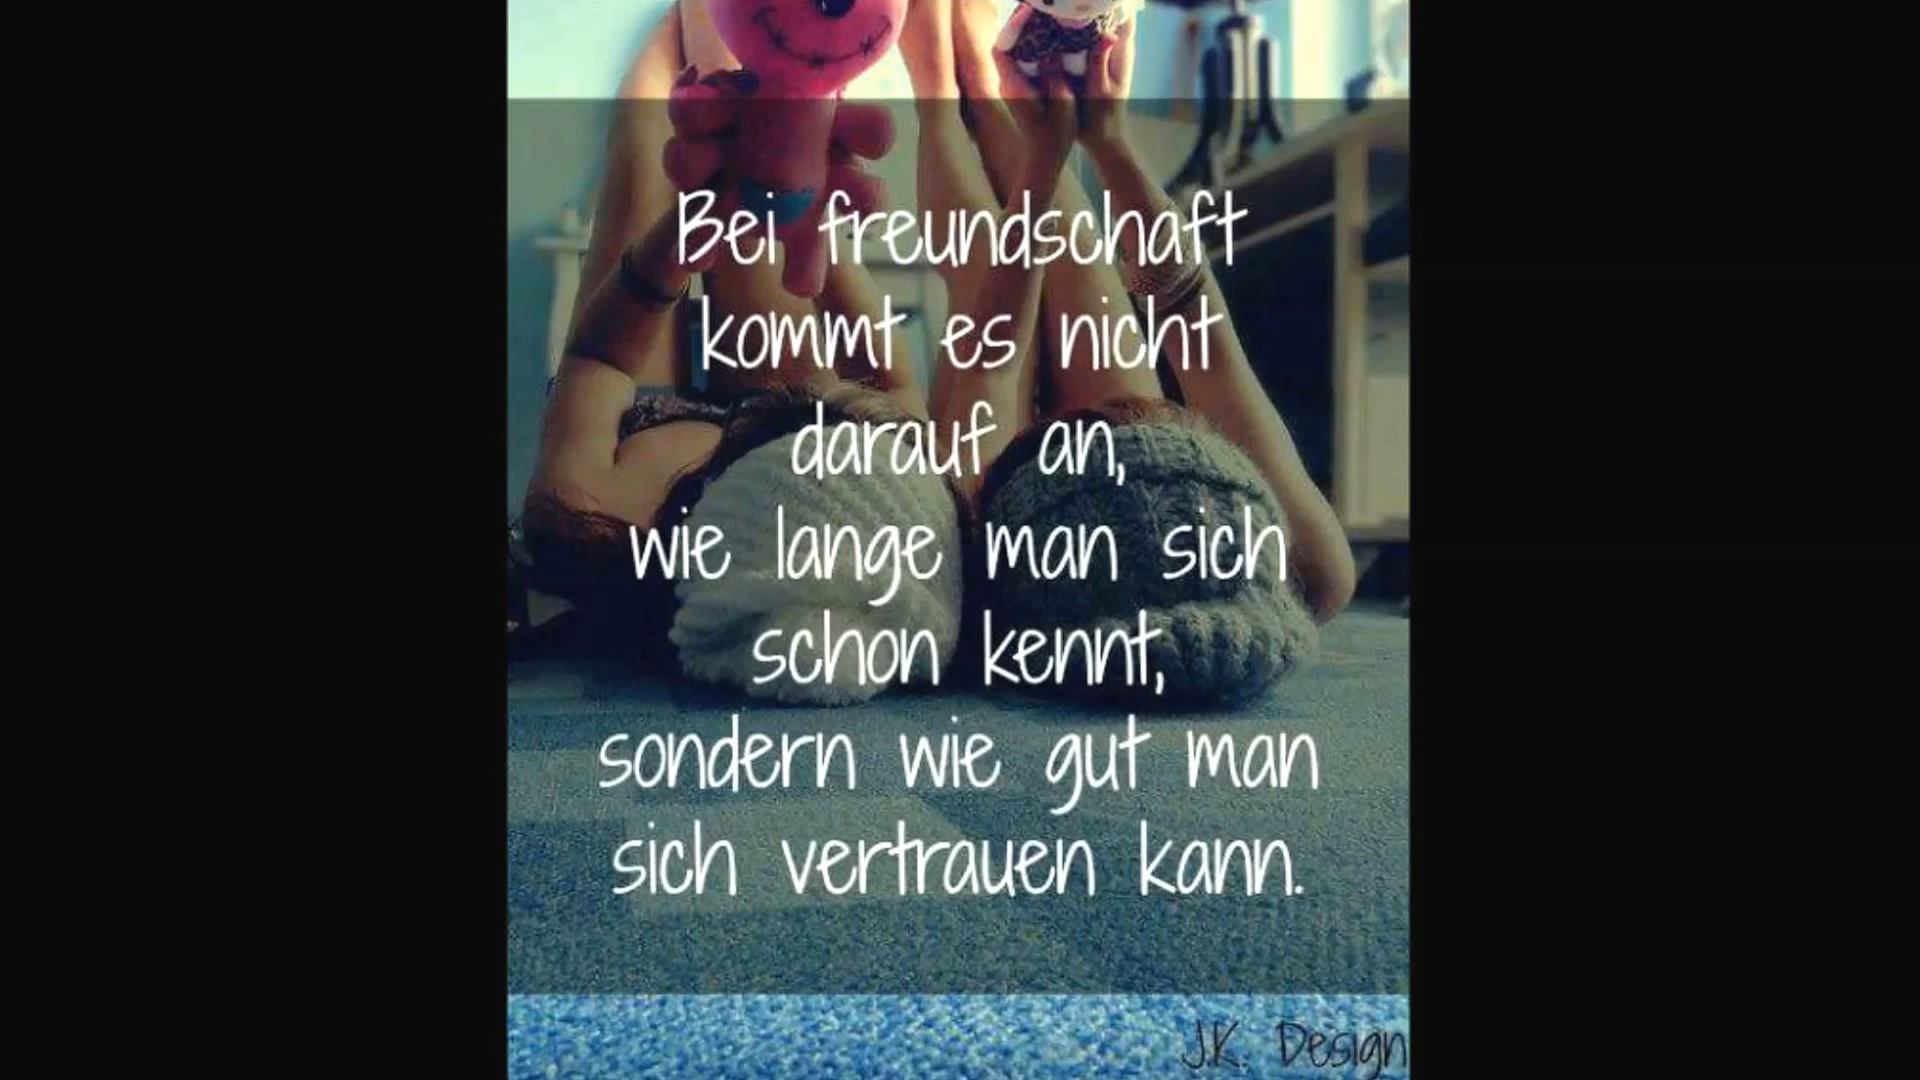 Bei freundschaft
kommt es nicht
darauf an,
wie lange man sich
schon kennt,
sondern wie gut man
sich vertrauen kann.
J.K. Design